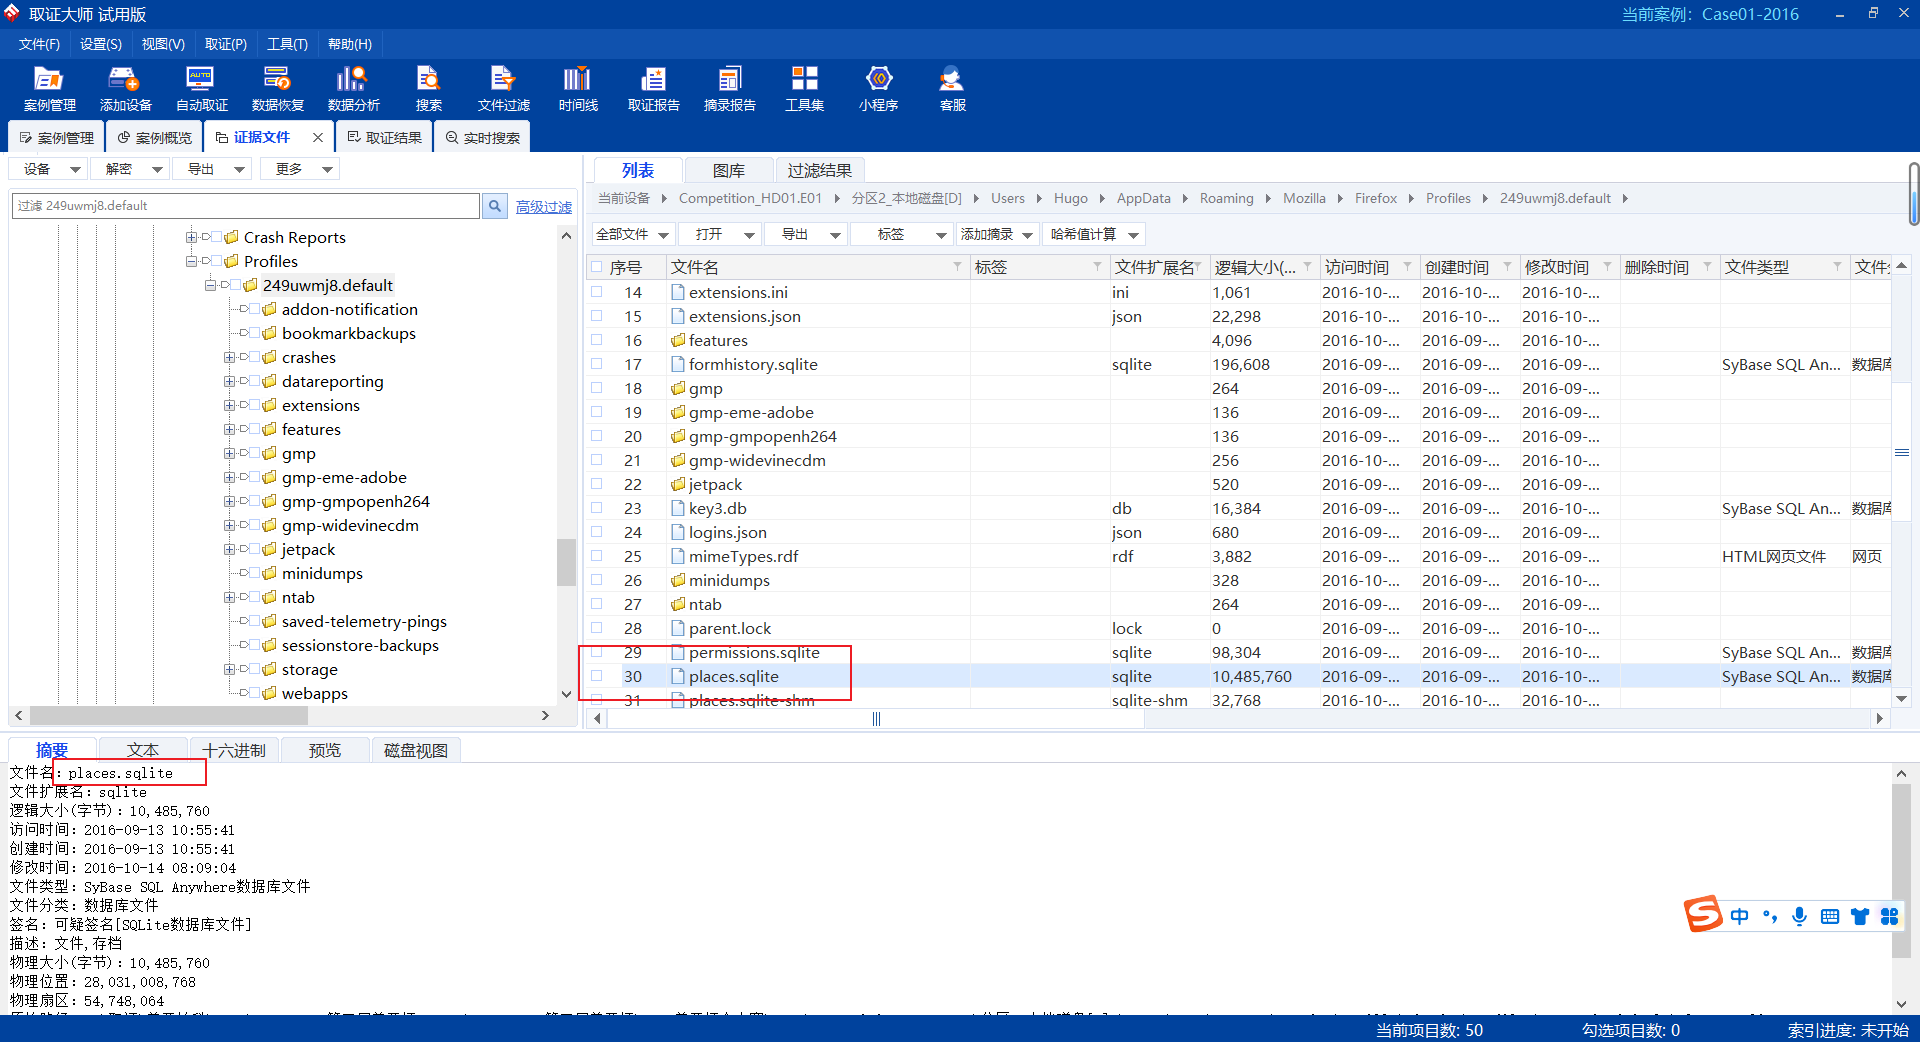 取证大师 试用版
当前案例：Case01-2016
文件(F) 设置(S) 视图(V) 取证(P) 工具(T) 帮助(H)
案例管理 添加设备 自动取证 数据恢复 数据分析 搜索 文件过滤 时间线 取证报告 摘录报告 工具集 小程序 客服
案例管理 案例概览 证据文件 取证结果 实时搜索
设备 解密 导出 更多
过滤 249uwmj8.default
高级过滤
Crash Reports
Profiles
249uwmj8.default
addon-notification
bookmarkbackups
crashes
datareporting
extensions
features
gmp
gmp-eme-adobe
gmp-gmpopenh264
gmp-widevinecdm
jetpack
minidumps
ntab
saved-telemetry-pings
sessionstore-backups
storage
webapps
列表 图库 过滤结果
当前设备 Competition_HD01.E01 分区2_本地磁盘[D] Users Hugo AppData Roaming Mozilla Firefox Profiles 249uwmj8.default
全部文件 打开 导出 标签 添加摘录 哈希值计算
序号 文件名 标签 文件扩展名 逻辑大小(... 访问时间 创建时间 修改时间 删除时间 文件类型
14 extensions.ini ini 1,061 2016-10-... 2016-10-... 2016-10-...
15 extensions.json json 22,298 2016-10-... 2016-10-... 2016-10-...
16 features 4,096 2016-10-... 2016-09-... 2016-10-...
17 formhistory.sqlite sqlite 196,608 2016-09-... 2016-09-... 2016-10-... SyBase SQL An... 数据库
18 gmp 264 2016-09-... 2016-09-... 2016-09-...
19 gmp-eme-adobe 136 2016-09-... 2016-09-... 2016-09-...
20 gmp-gmpopenh264 136 2016-09-... 2016-09-... 2016-09-...
21 gmp-widevinecdm 256 2016-10-... 2016-09-... 2016-10-...
22 jetpack 520 2016-10-... 2016-09-... 2016-10-...
23 key3.db db 16,384 2016-09-... 2016-09-... 2016-09-... SyBase SQL An... 数据库
24 logins.json json 680 2016-09-... 2016-09-... 2016-09-...
25 mimeTypes.rdf rdf 3,882 2016-09-... 2016-09-... 2016-09-... HTML网页文件 网页
26 minidumps 328 2016-10-... 2016-09-... 2016-10-...
27 ntab 264 2016-09-... 2016-09-... 2016-09-...
28 parent.lock lock 0 2016-09-... 2016-09-... 2016-10-...
29 permissions.sqlite sqlite 98,304 2016-09-... 2016-09-... 2016-10-... SyBase SQL An... 数据库
30 places.sqlite sqlite 10,485,760 2016-09-... 2016-09-... 2016-10-... SyBase SQL An... 数据库
31 places.sqlite-shm sqlite-shm 32,768 2016-09-... 2016-09-... 2016-10-...
摘要 文本 十六进制 预览 磁盘视图
文件名：places.sqlite
文件扩展名：sqlite
逻辑大小(字节)：10,485,760
访问时间：2016-09-13 10:55:41
创建时间：2016-09-13 10:55:41
修改时间：2016-10-14 08:09:04
文件类型：SyBase SQL Anywhere数据库文件
文件分类：数据库文件
签名：可疑签名[SQLite数据库文件]
描述：文件,存档
物理大小(字节)：10,485,760
物理位置：28,031,008,768
物理扇区：54,748,064
中
当前项目数: 50 勾选项目数: 0 索引进度: 未开始